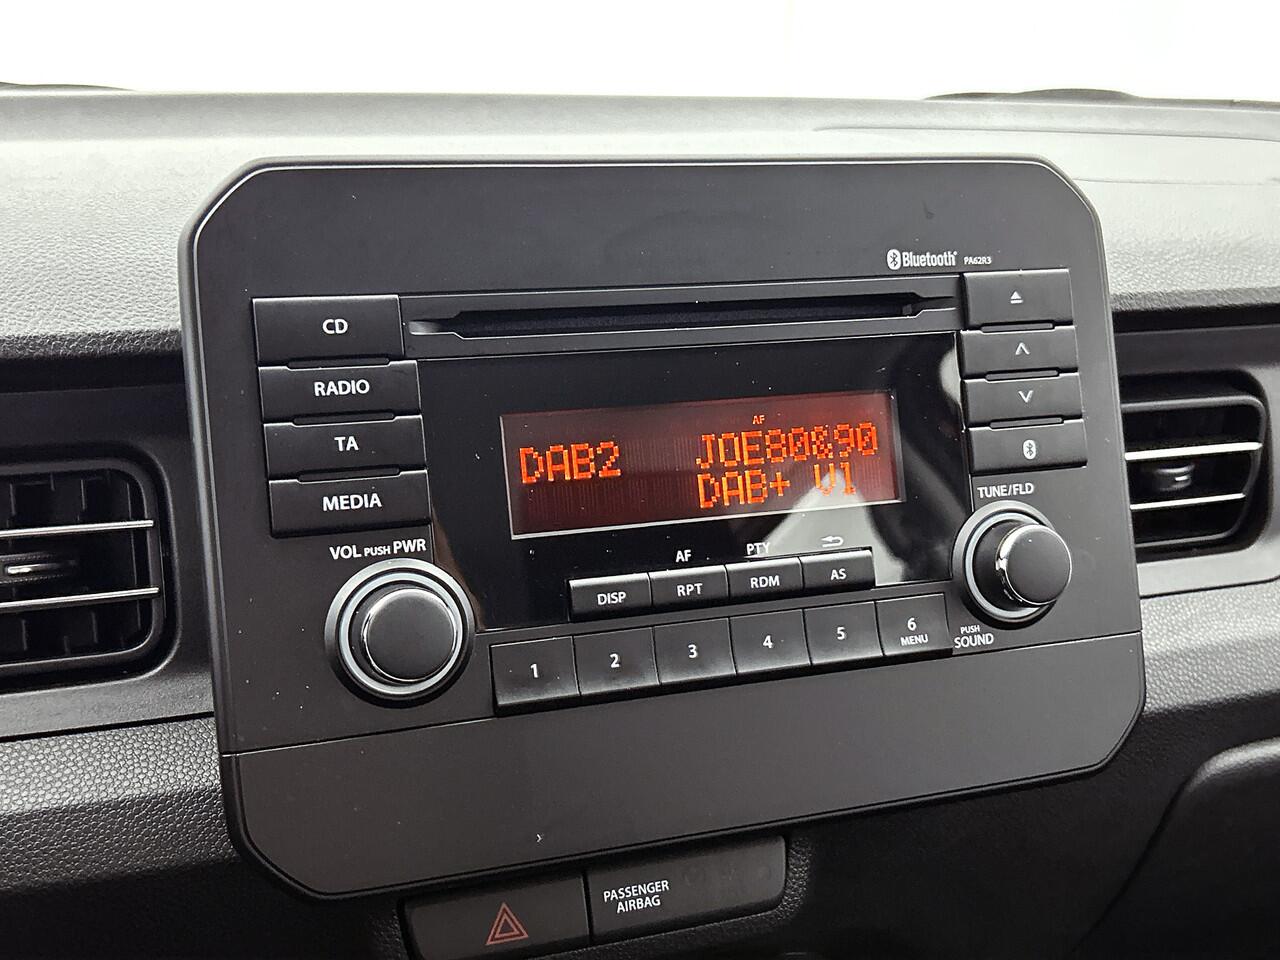 Bluetooth PA62R3
CD
RADIO
TA
MEDIA
AF
DAB2 JOE80&90
DAB+ V1
TUNE/FLD
VOL PUSH PWR
AF PTY
DISP RPT RDM AS
1 2 3 4 5 6
MENU
PUSH
SOUND
PASSENGER
AIRBAG